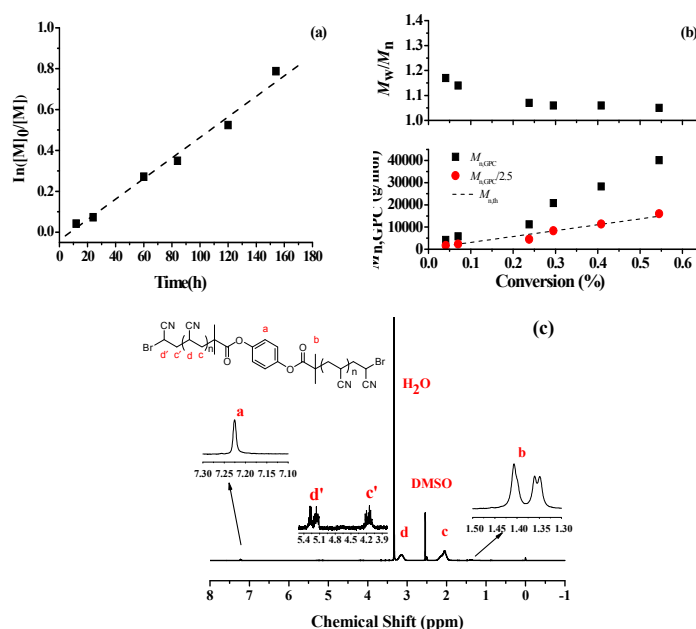 (a)
ln([M]0/[M])
1.0
0.8
0.6
0.4
0.2
0.0
0 20 40 60 80 100 120 140 160 180
Time(h)
(b)
Mw/Mn
1.4
1.3
1.2
1.1
1.0
Mn,GPC (g/mol)
40000
30000
20000
10000
0
Mn,GPC
Mn,GPC/2.5
Mn,th
0.0 0.1 0.2 0.3 0.4 0.5 0.6
Conversion (%)
(c)
CN CN
Br
d' c' d c n
O
O
a
b
O
O
n
Br
CN CN
a
7.30 7.25 7.20 7.15 7.10
d' c'
5.4 5.1 4.8 4.5 4.2 3.9
H2O
DMSO
d c
b
1.50 1.45 1.40 1.35 1.30
8 7 6 5 4 3 2 1 0 -1
Chemical Shift (ppm)